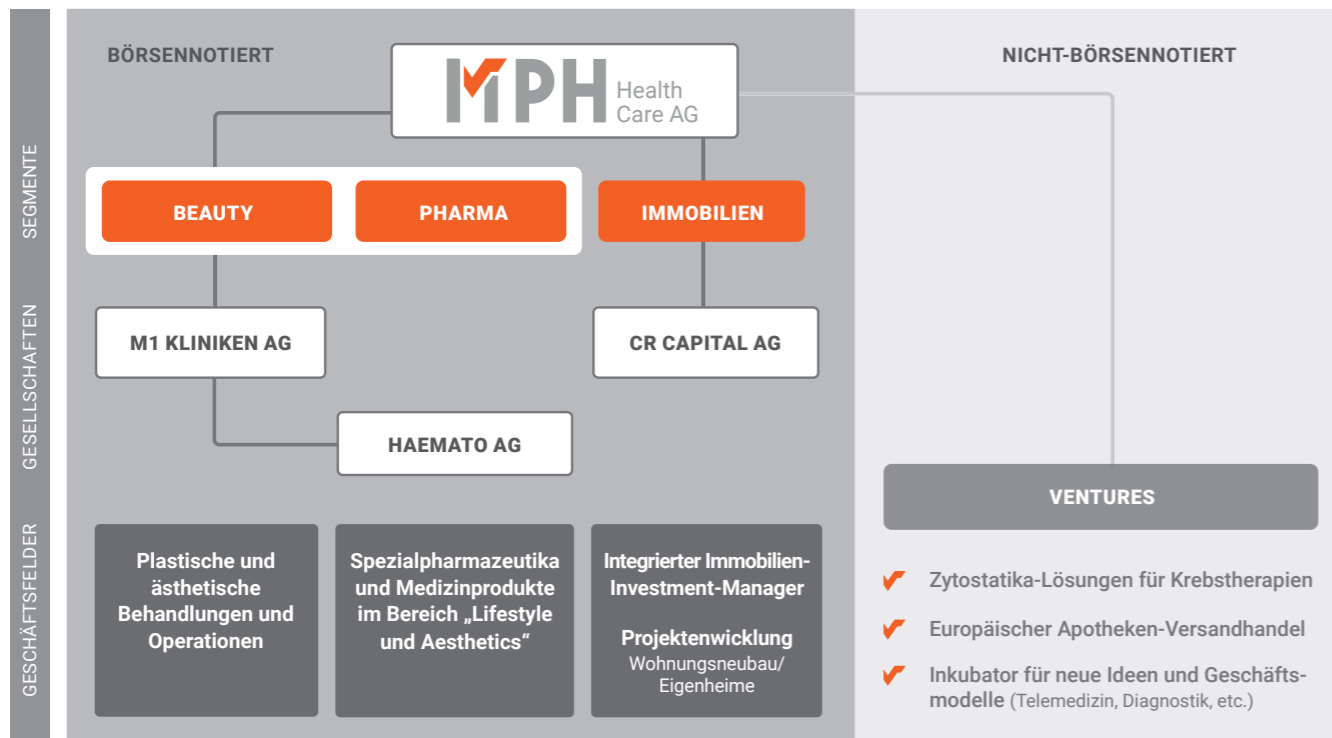 BÖRSENNOTIERT
NICHT-BÖRSENNOTIERT
MPH Health
Care AG
SEGMENTE
BEAUTY
PHARMA
IMMOBILIEN
GESELLSCHAFTEN
M1 KLINIKEN AG
CR CAPITAL AG
HAEMATO AG
VENTURES
GESCHÄFTSFELDER
Plastische und
ästhetische
Behandlungen und
Operationen
Spezialpharmazeutika
und Medizinprodukte
im Bereich „Lifestyle
und Aesthetics“
Integrierter Immobilien-
Investment-Manager
Projektenwicklung
Wohnungsneubau/
Eigenheime
Zytostatika-Lösungen für Krebstherapien
Europäischer Apotheken-Versandhandel
Inkubator für neue Ideen und Geschäfts-
modelle (Telemedizin, Diagnostik, etc.)